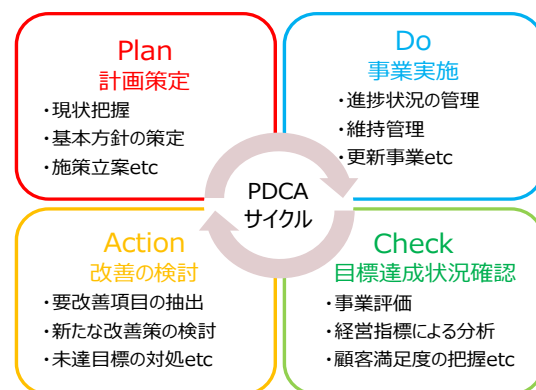 Plan
計画策定
・現状把握
・基本方針の策定
・施策立案etc
Do
事業実施
・進捗状況の管理
・維持管理
・更新事業etc
PDCA
サイクル
Action
改善の検討
・要改善項目の抽出
・新たな改善策の検討
・未達目標の対処etc
Check
目標達成状況確認
・事業評価
・経営指標による分析
・顧客満足度の把握etc